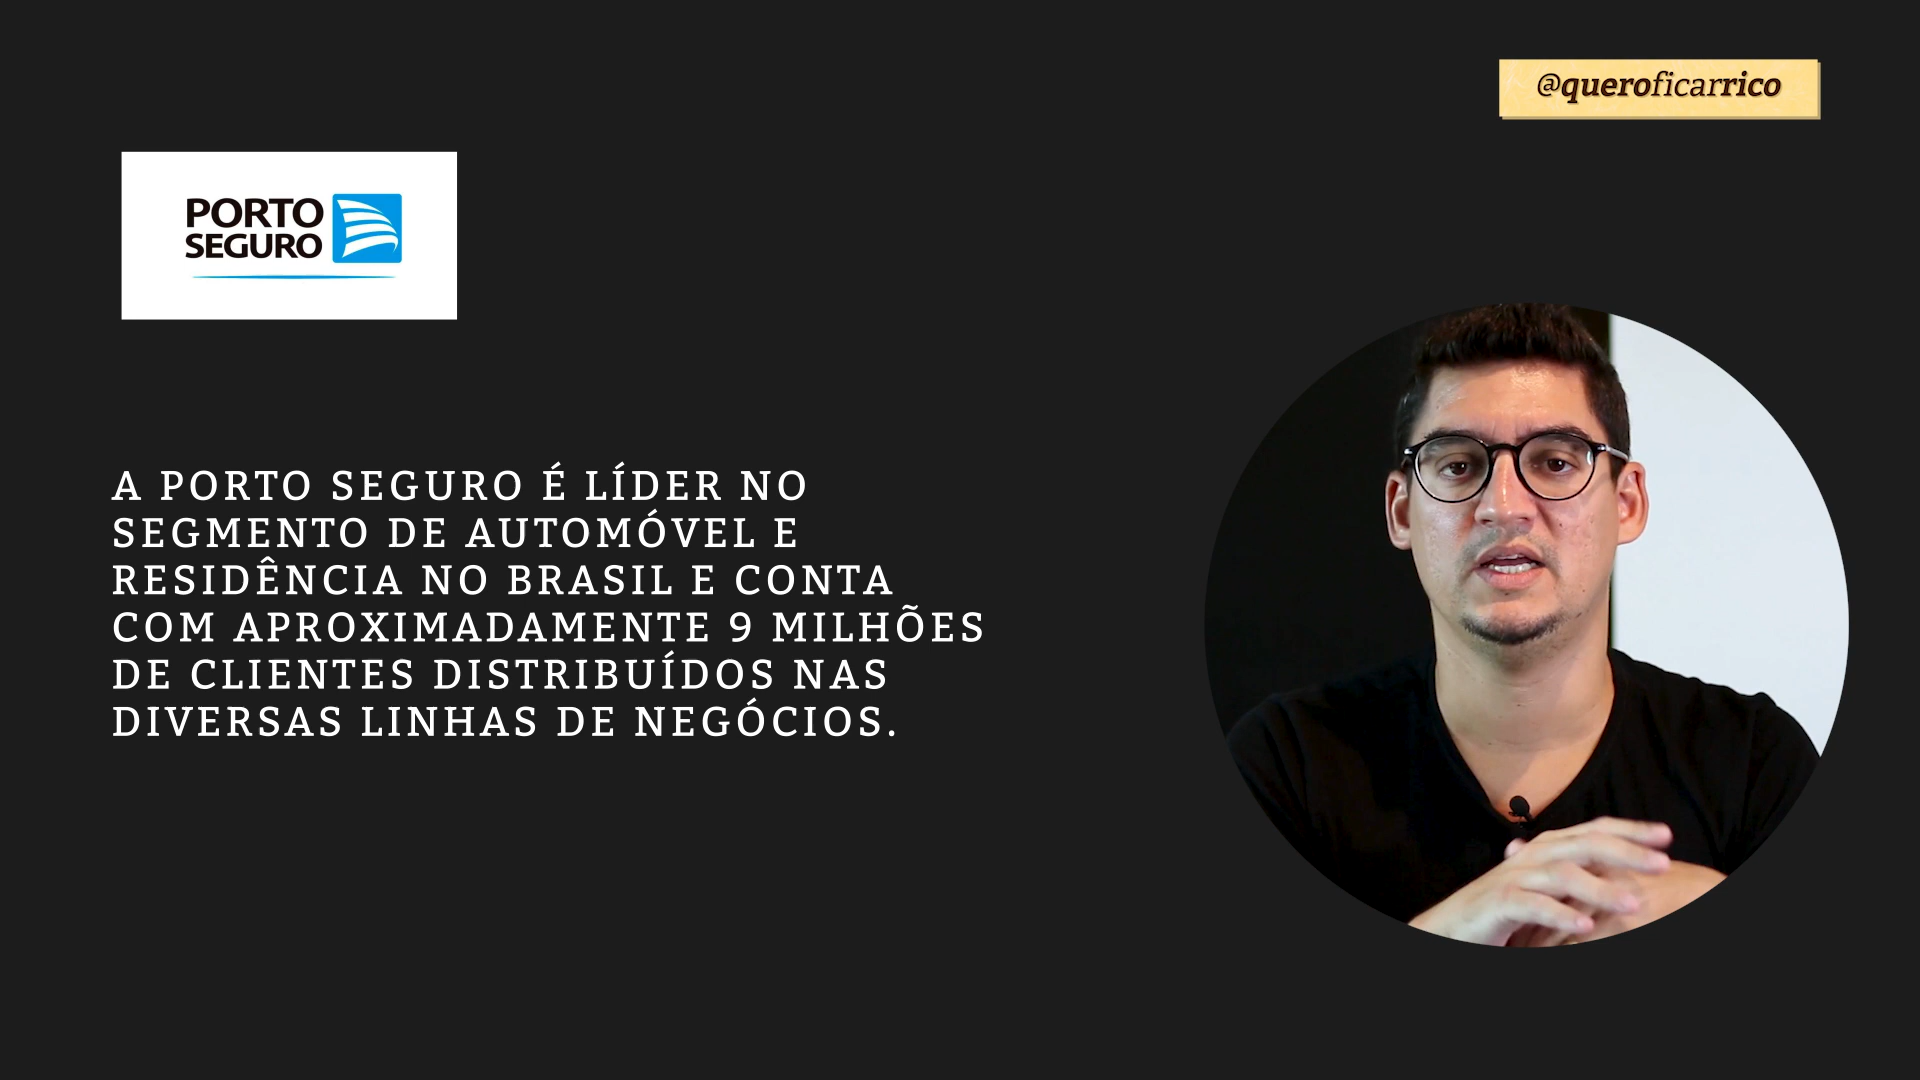 @queroficarrico
PORTO
SEGURO
A PORTO SEGURO É LÍDER NO
SEGMENTO DE AUTOMÓVEL E
RESIDÊNCIA NO BRASIL E CONTA
COM APROXIMADAMENTE 9 MILHÕES
DE CLIENTES DISTRIBUÍDOS NAS
DIVERSAS LINHAS DE NEGÓCIOS.